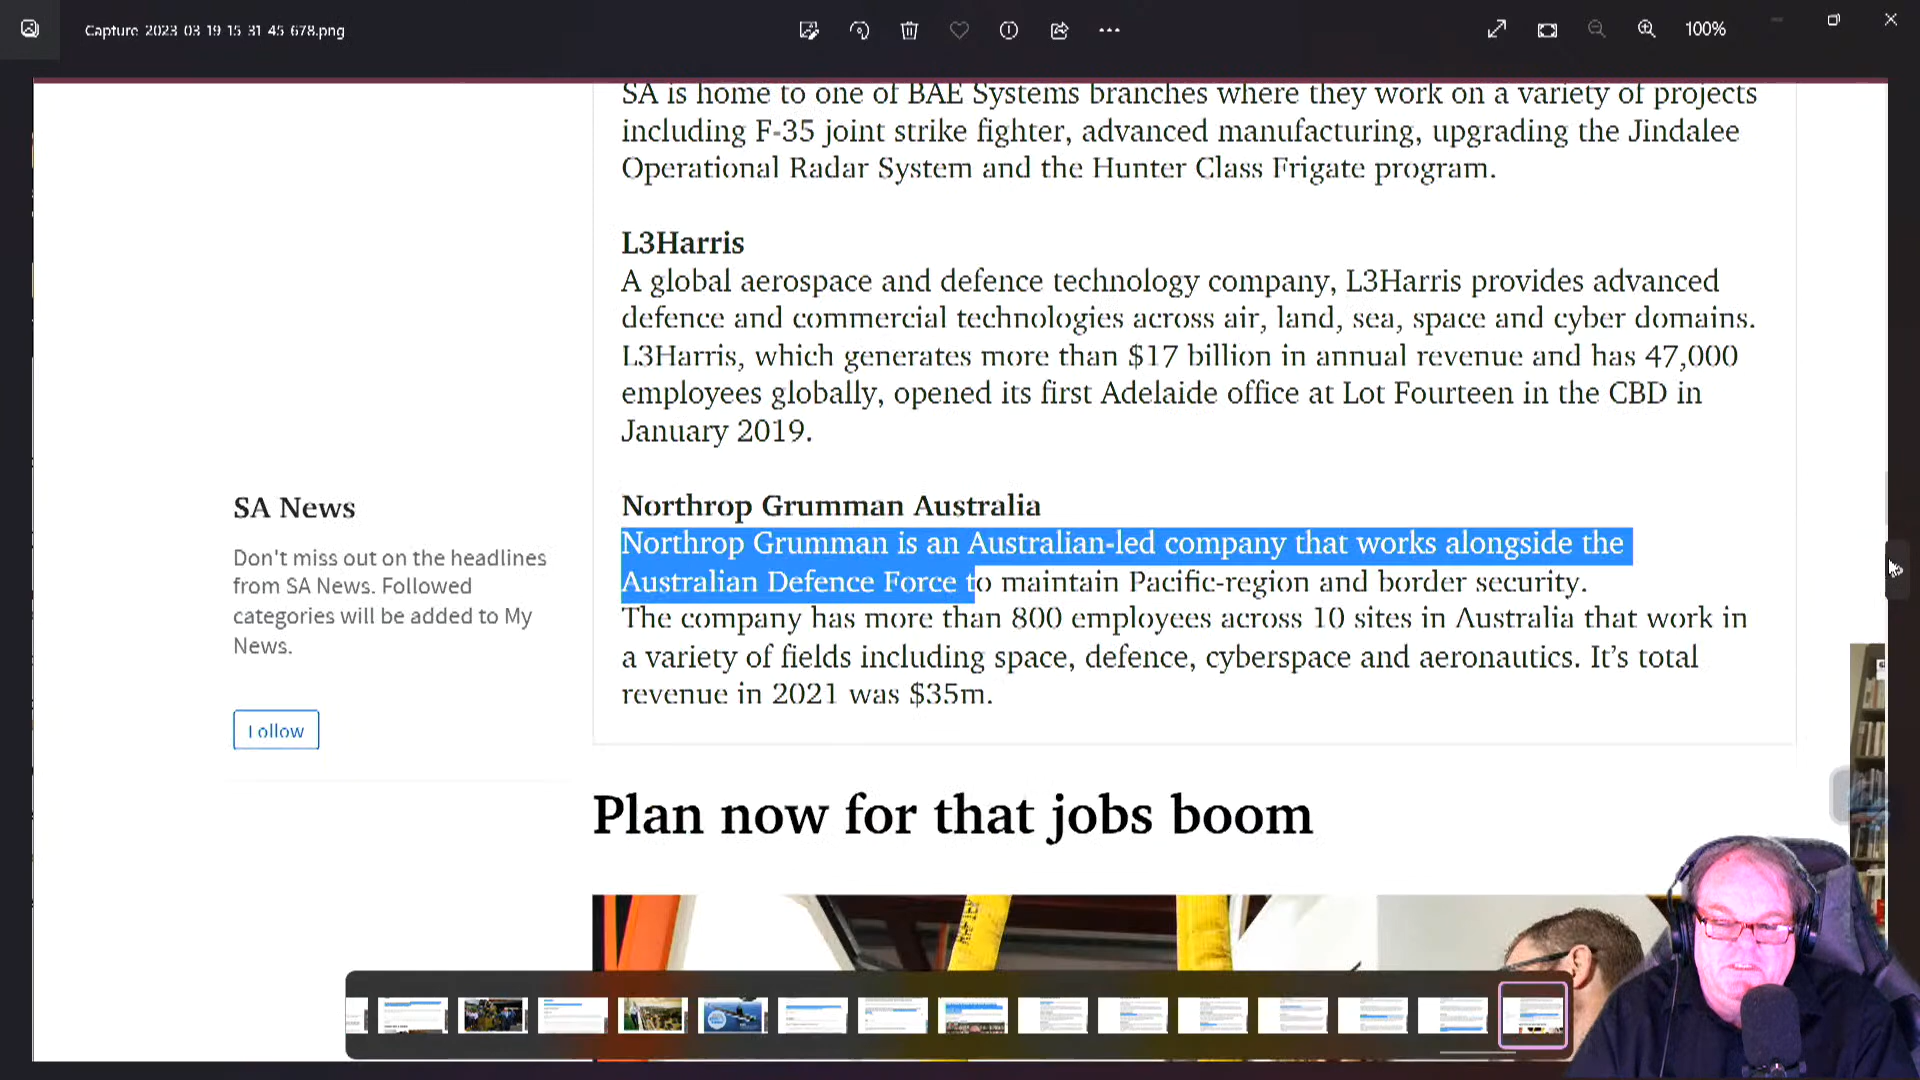 Capture 2023 03 19 15 31 45 678.png
100%
SA is home to one of BAE Systems branches where they work on a variety of projects
including F-35 joint strike fighter, advanced manufacturing, upgrading the Jindalee
Operational Radar System and the Hunter Class Frigate program.
L3Harris
A global aerospace and defence technology company, L3Harris provides advanced
defence and commercial technologies across air, land, sea, space and cyber domains.
L3Harris, which generates more than $17 billion in annual revenue and has 47,000
employees globally, opened its first Adelaide office at Lot Fourteen in the CBD in
January 2019.
SA News
Don't miss out on the headlines
from SA News. Followed
categories will be added to My
News.
Follow
Northrop Grumman Australia
Northrop Grumman is an Australian-led company that works alongside the
Australian Defence Force to maintain Pacific-region and border security.
The company has more than 800 employees across 10 sites in Australia that work in
a variety of fields including space, defence, cyberspace and aeronautics. It's total
revenue in 2021 was $35m.
Plan now for that jobs boom